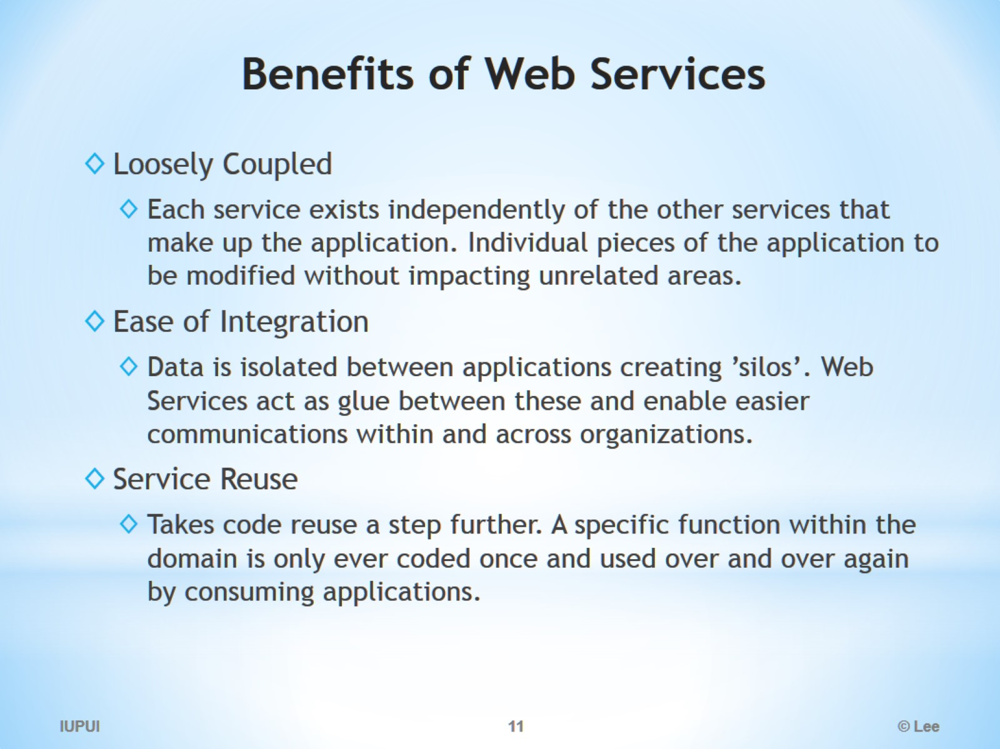 Benefits of Web Services
Loosely Coupled
Each service exists independently of the other services that
make up the application. Individual pieces of the application to
be modified without impacting unrelated areas.
Ease of Integration
Data is isolated between applications creating ’silos’. Web
Services act as glue between these and enable easier
communications within and across organizations.
Service Reuse
Takes code reuse a step further. A specific function within the
domain is only ever coded once and used over and over again
by consuming applications.
IUPUI 11 © Lee